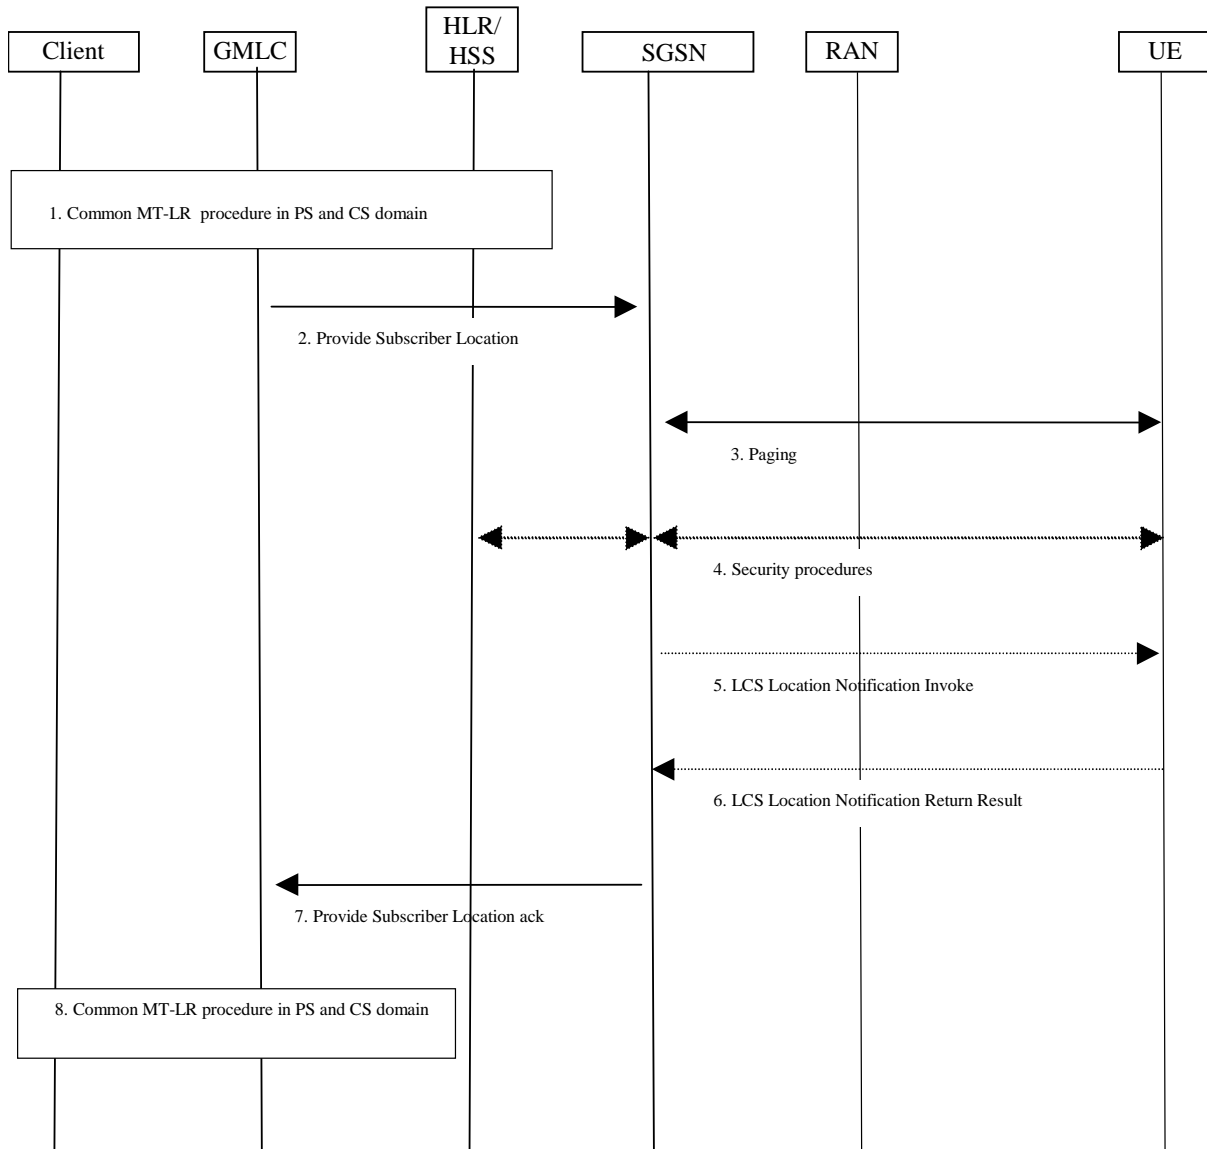 Client
GMLC
HLR/
HSS
SGSN
RAN
UE
1. Common MT-LR procedure in PS and CS domain
2. Provide Subscriber Location
3. Paging
4. Security procedures
5. LCS Location Notification Invoke
6. LCS Location Notification Return Result
7. Provide Subscriber Location ack
8. Common MT-LR procedure in PS and CS domain